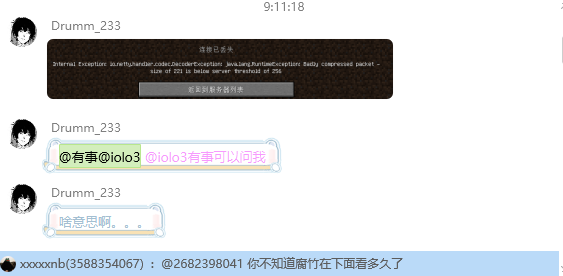 9:11:18
Drumm_233
连接已丢失
Internal Exception: io.netty.handler.codec.DecoderException: java.lang.RuntimeException: Badly compressed packet -
size of 221 is below server threshold of 256
返回到服务器列表
Drumm_233
@有事@iolo3 @iolo3有事可以问我
Drumm_233
啥意思啊。。。
xxxxxnb(3588354067) : @2682398041 你不知道腐竹在下面看多久了